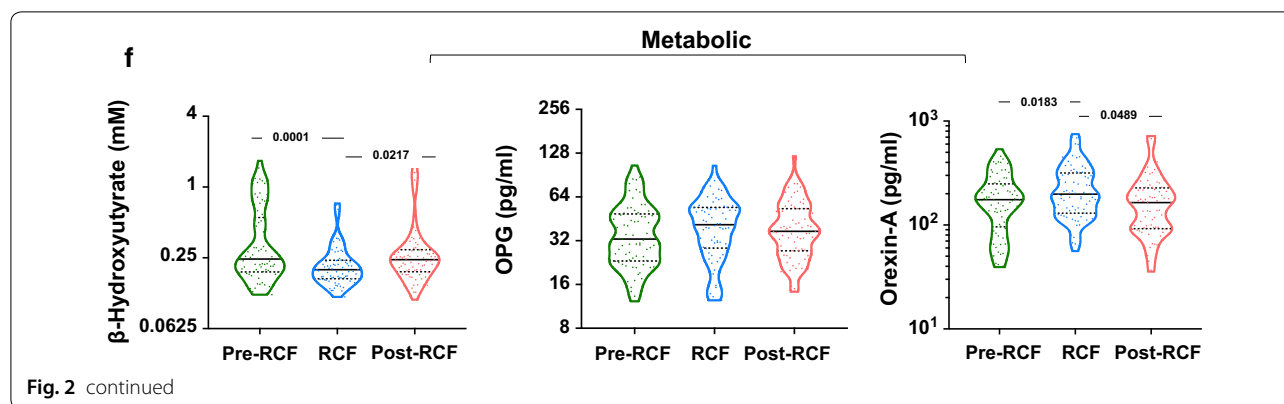 f
Metabolic
β-Hydroxyutyrate (mM)
4
1
0.25
0.0625
0.0001
0.0217
Pre-RCF RCF Post-RCF
OPG (pg/ml)
256
128
64
32
16
8
Pre-RCF RCF Post-RCF
Orexin-A (pg/ml)
10³
10²
10¹
0.0183
0.0489
Pre-RCF RCF Post-RCF
Fig. 2 continued